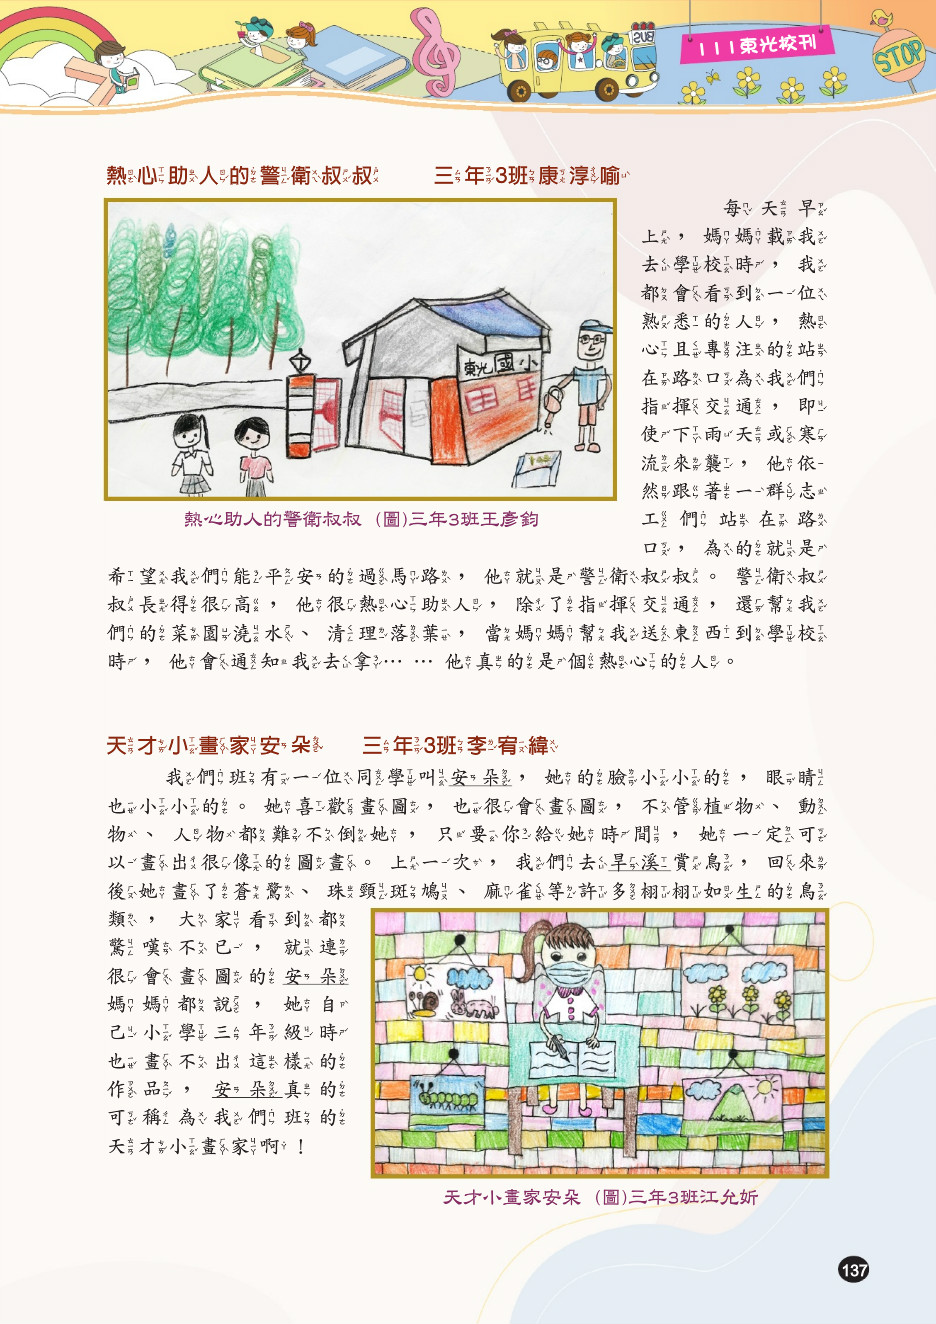 BUS
111東光校刊
STOP
熱心助人的警衛叔叔 三年3班康淳喻
每天早
上，媽媽載我
去學校時，我
都會看到一位
熟悉的人，熱
心且專注的站
在路口為我們
指揮交通，即
使下雨天或寒
流來襲，他依
然跟著一群志
工們站在路
口，為的就是
希望我們能平安的過馬路，他就是警衛叔叔。警衛叔
叔長得很高，他很熱心助人，除了指揮交通，還幫我
們的菜園澆水、清理落葉，當媽媽幫我送東西到學校
時，他會通知我去拿……他真的是個熱心的人。
東光國小
熱心助人的警衛叔叔 (圖)三年3班王彥鈞
天才小畫家安朵 三年3班李宥緯
我們班有一位同學叫安朵，她的臉小小的，眼睛
也小小的。她喜歡畫圖，也很會畫圖，不管植物、動
物、人物都難不倒她，只要你給她時間，她一定可
以畫出很像的圖畫。上一次，我們去旱溪賞鳥，回來
後她畫了蒼鷺、珠頸斑鳩、麻雀等許多栩栩如生的鳥
類，大家看到都
驚嘆不已，就連
很會畫圖的安朵
媽媽都說，她自
己小學三年級時
也畫不出這樣的
作品，安朵真的
可稱為我們班的
天才小畫家啊！
天才小畫家安朵 (圖)三年3班江允妡
137